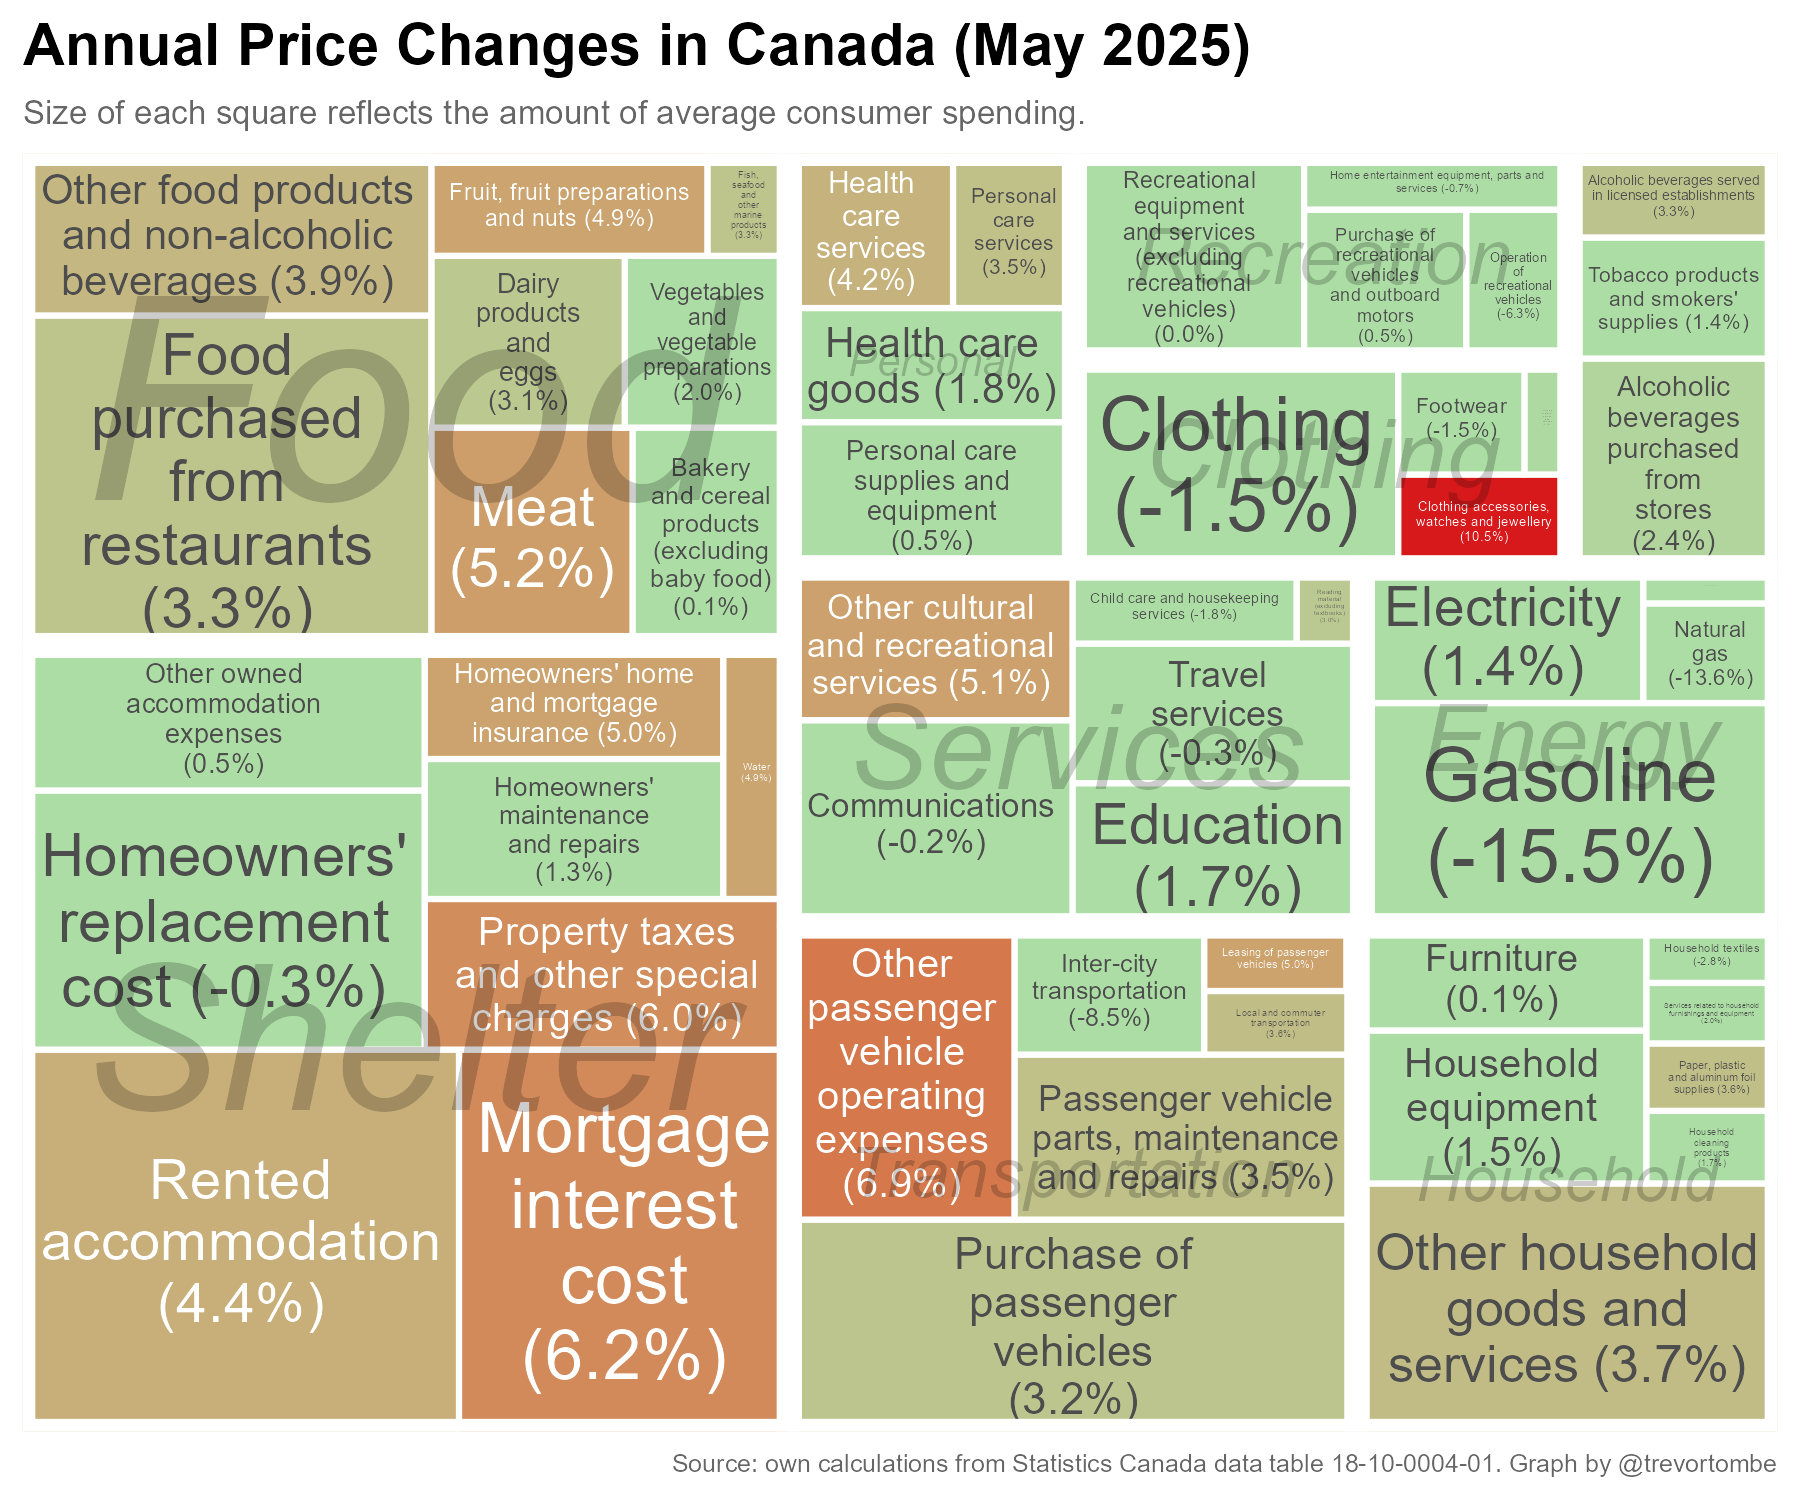 Annual Price Changes in Canada (May 2025)
Size of each square reflects the amount of average consumer spending.
Other food products
and non-alcoholic
beverages (3.9%)
Fruit, fruit preparations
and nuts (4.9%)
Fish,
seafood
and
other
marine
products
(3.3%)
Food
purchased
from
restaurants
(3.3%)
Dairy
products
and
eggs
(3.1%)
Vegetables
and
vegetable
preparations
(2.0%)
Meat
(5.2%)
Bakery
and cereal
products
(excluding
baby food)
(0.1%)
Food
Health
care
services
(4.2%)
Personal
care
services
(3.5%)
Health care
goods (1.8%)
Personal care
supplies and
equipment
(0.5%)
Personal
Recreational
equipment
and services
(excluding
recreational
vehicles)
(0.0%)
Home entertainment equipment, parts and
services (-0.7%)
Purchase of
recreational
vehicles
and outboard
motors
(0.5%)
Operation
of
recreational
vehicles
(-6.3%)
Recreation
Clothing
(-1.5%)
Footwear
(-1.5%)
Clothing accessories,
watches and jewellery
(10.5%)
Clothing
Alcoholic beverages served
in licensed establishments
(3.3%)
Tobacco products
and smokers'
supplies (1.4%)
Alcoholic
beverages
purchased
from
stores
(2.4%)
Other owned
accommodation
expenses
(0.5%)
Homeowners' home
and mortgage
insurance (5.0%)
Water
(4.9%)
Homeowners'
maintenance
and repairs
(1.3%)
Homeowners'
replacement
cost (-0.3%)
Property taxes
and other special
charges (6.0%)
Rented
accommodation
(4.4%)
Mortgage
interest
cost
(6.2%)
Shelter
Other cultural
and recreational
services (5.1%)
Child care and housekeeping
services (-1.8%)
Reading
material
(excluding
textbooks)
Travel
services
(-0.3%)
Communications
(-0.2%)
Education
(1.7%)
Services
Electricity
(1.4%)
Natural
gas
(-13.6%)
Gasoline
(-15.5%)
Energy
Other
passenger
vehicle
operating
expenses
(6.9%)
Inter-city
transportation
(-8.5%)
Leasing of passenger
vehicles (5.0%)
Local and commuter
transportation
(3.6%)
Passenger vehicle
parts, maintenance
and repairs (3.5%)
Purchase of
passenger
vehicles
(3.2%)
Transportation
Furniture
(0.1%)
Household textiles
(-2.8%)
Services related to household
furnishings and equipment
(2.0%)
Household
equipment
(1.5%)
Paper, plastic
and aluminum foil
supplies (3.6%)
Household
cleaning
products
(1.7%)
Other household
goods and
services (3.7%)
Household
Source: own calculations from Statistics Canada data table 18-10-0004-01. Graph by @trevortombe